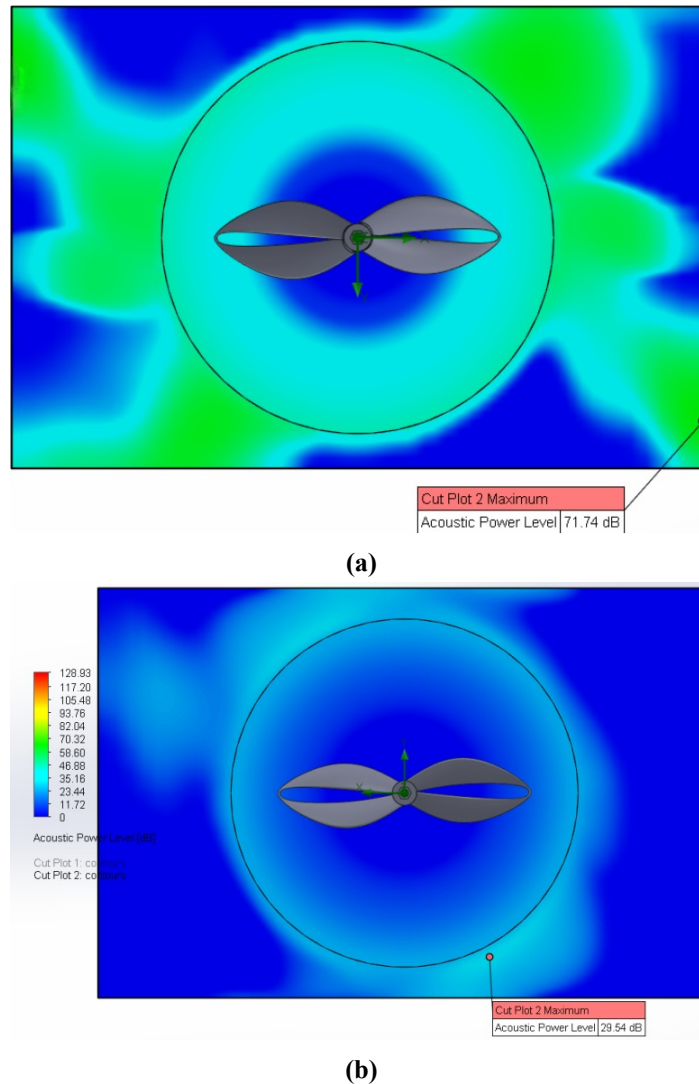 Cut Plot 2 Maximum
Acoustic Power Level 71.74 dB
(a)
128.93
117.20
105.48
93.76
82.04
70.32
58.60
46.88
35.16
23.44
11.72
0
Acoustic Power Level [dB]
Cut Plot 1: contours
Cut Plot 2: contours
X
Cut Plot 2 Maximum
Acoustic Power Level 29.54 dB
(b)